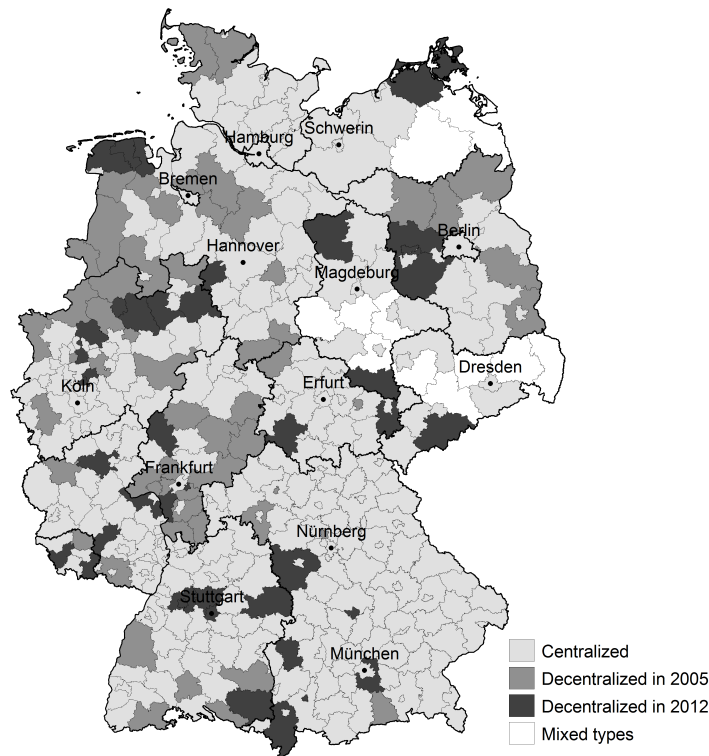 Schwerin
Hamburg
Bremen
Berlin
Hannover
Magdeburg
Dresden
Erfurt
Köln
Frankfurt
Nürnberg
Stuttgart
München
Centralized
Decentralized in 2005
Decentralized in 2012
Mixed types